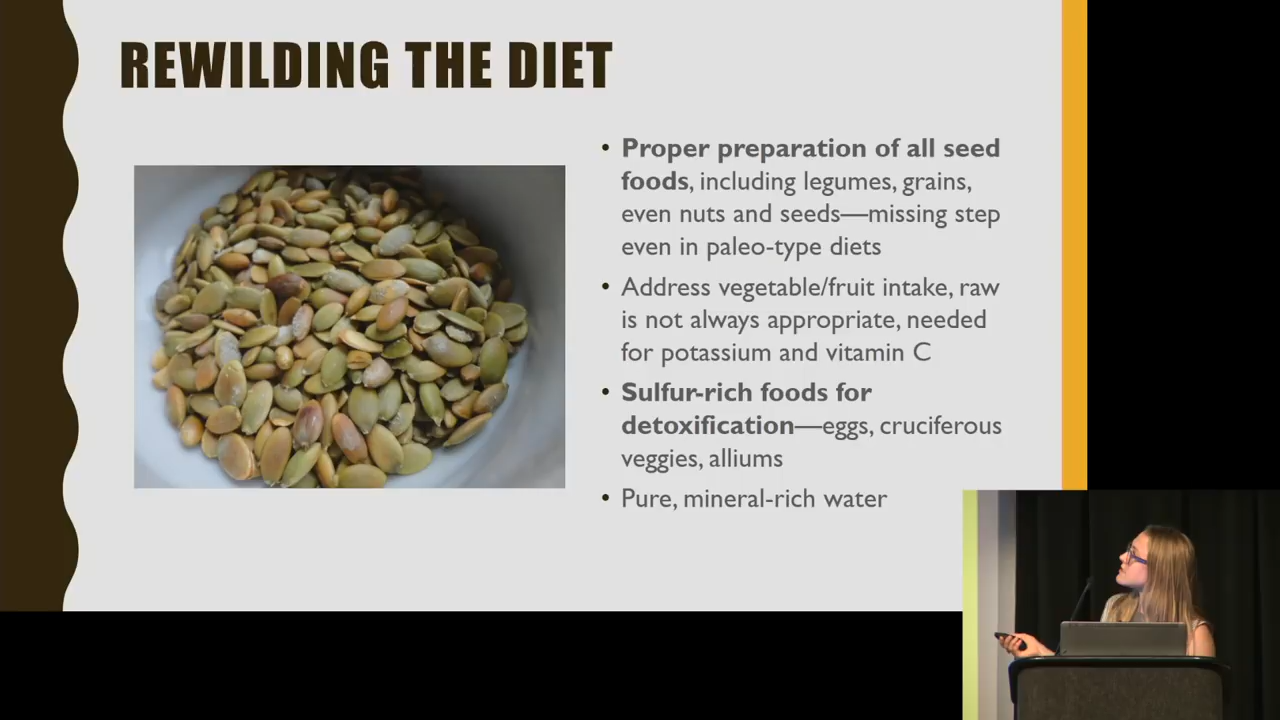 REWILDING THE DIET
• Proper preparation of all seed
foods, including legumes, grains,
even nuts and seeds—missing step
even in paleo-type diets
• Address vegetable/fruit intake, raw
is not always appropriate, needed
for potassium and vitamin C
• Sulfur-rich foods for
detoxification—eggs, cruciferous
veggies, alliums
• Pure, mineral-rich water